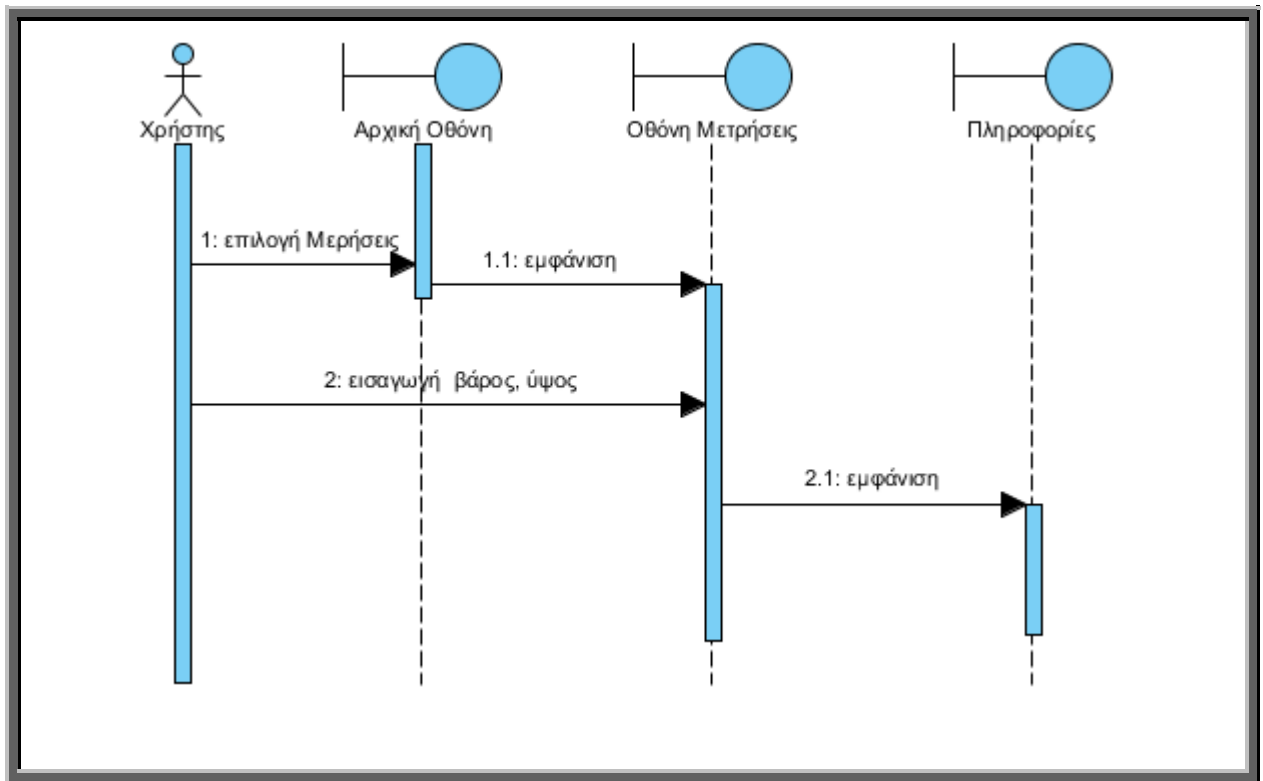 Χρήστης
Αρχική Οθόνη
Οθόνη Μετρήσεις
Πληροφορίες
1: επιλογή Μερήσεις
1.1: εμφάνιση
2: εισαγωγή βάρος, ύψος
2.1: εμφάνιση